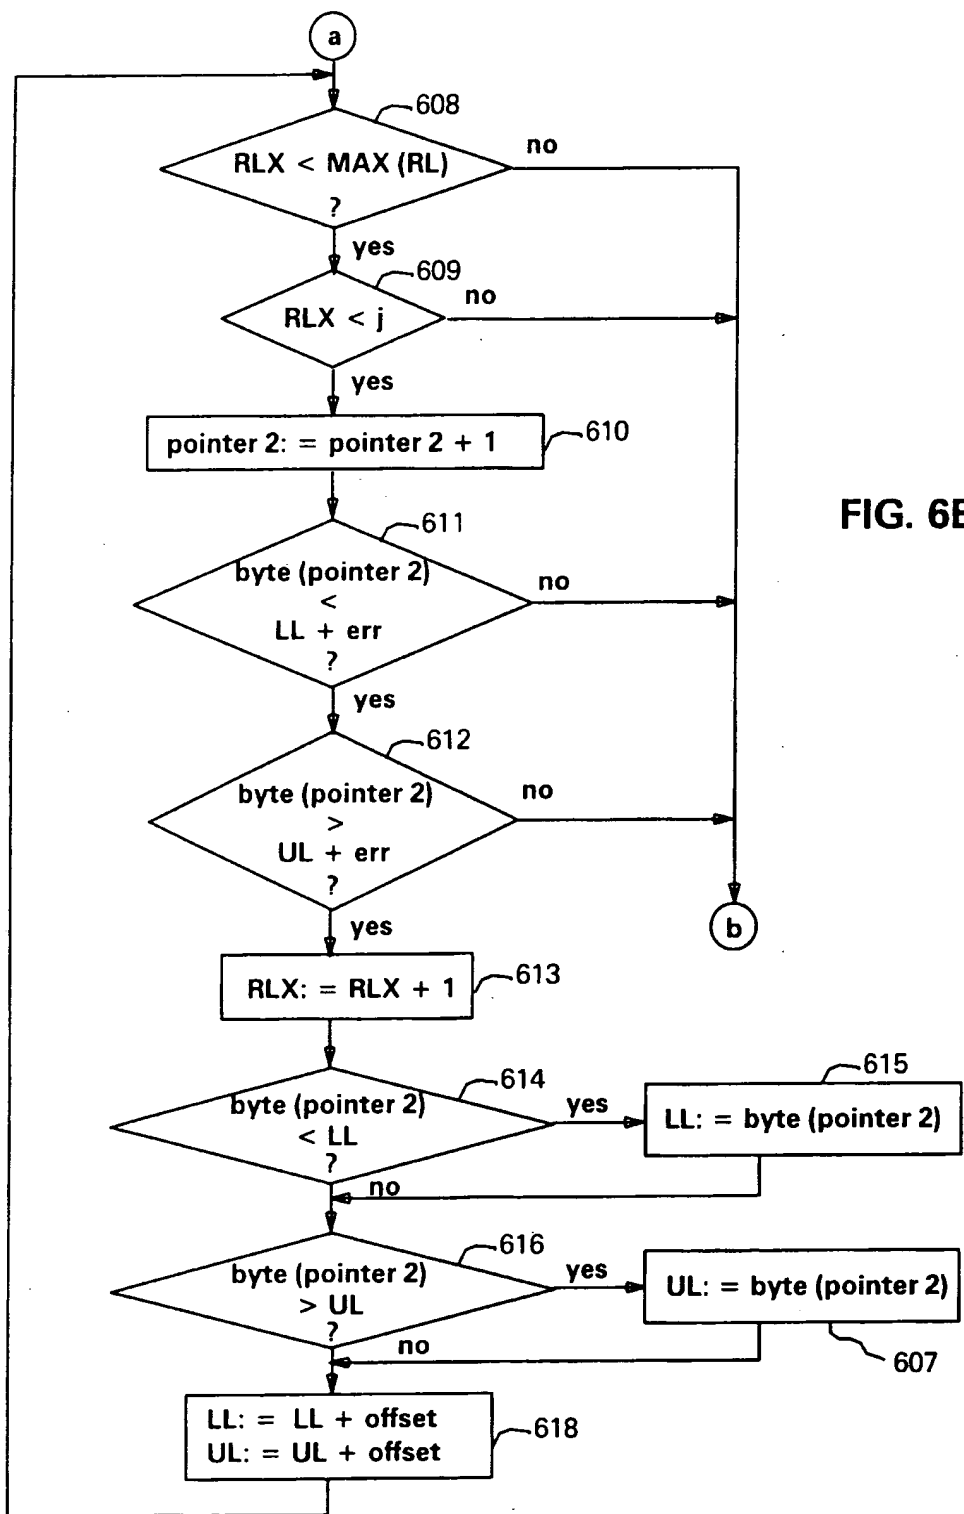 a
608
RLX < MAX (RL)
?
no
yes
609
RLX < j
no
yes
pointer 2: = pointer 2 + 1
610
FIG. 6B
611
byte (pointer 2)
<
LL + err
?
no
yes
612
byte (pointer 2)
>
UL + err
?
no
yes
b
RLX: = RLX + 1
613
614
byte (pointer 2)
< LL
?
yes
no
615
LL: = byte (pointer 2)
616
byte (pointer 2)
> UL
?
yes
no
UL: = byte (pointer 2)
607
LL: = LL + offset
UL: = UL + offset
618